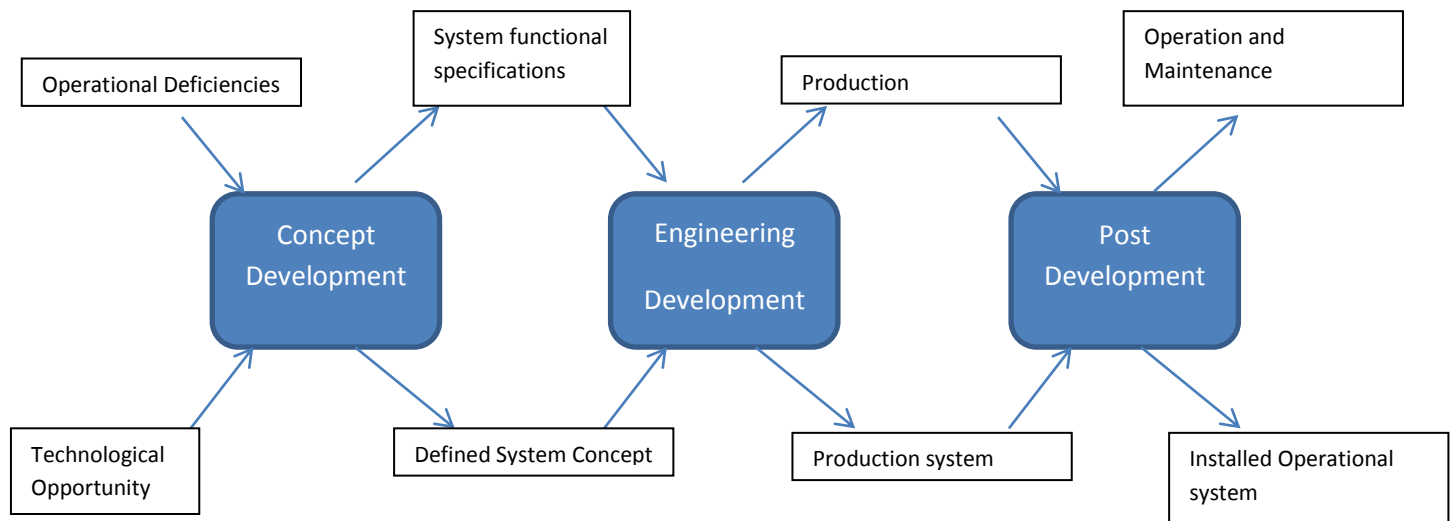 System functional
specifications
Operation and
Maintenance
Operational Deficiencies
Production
Concept
Development
Engineering
Development
Post
Development
Technological
Opportunity
Defined System Concept
Production system
Installed Operational
system